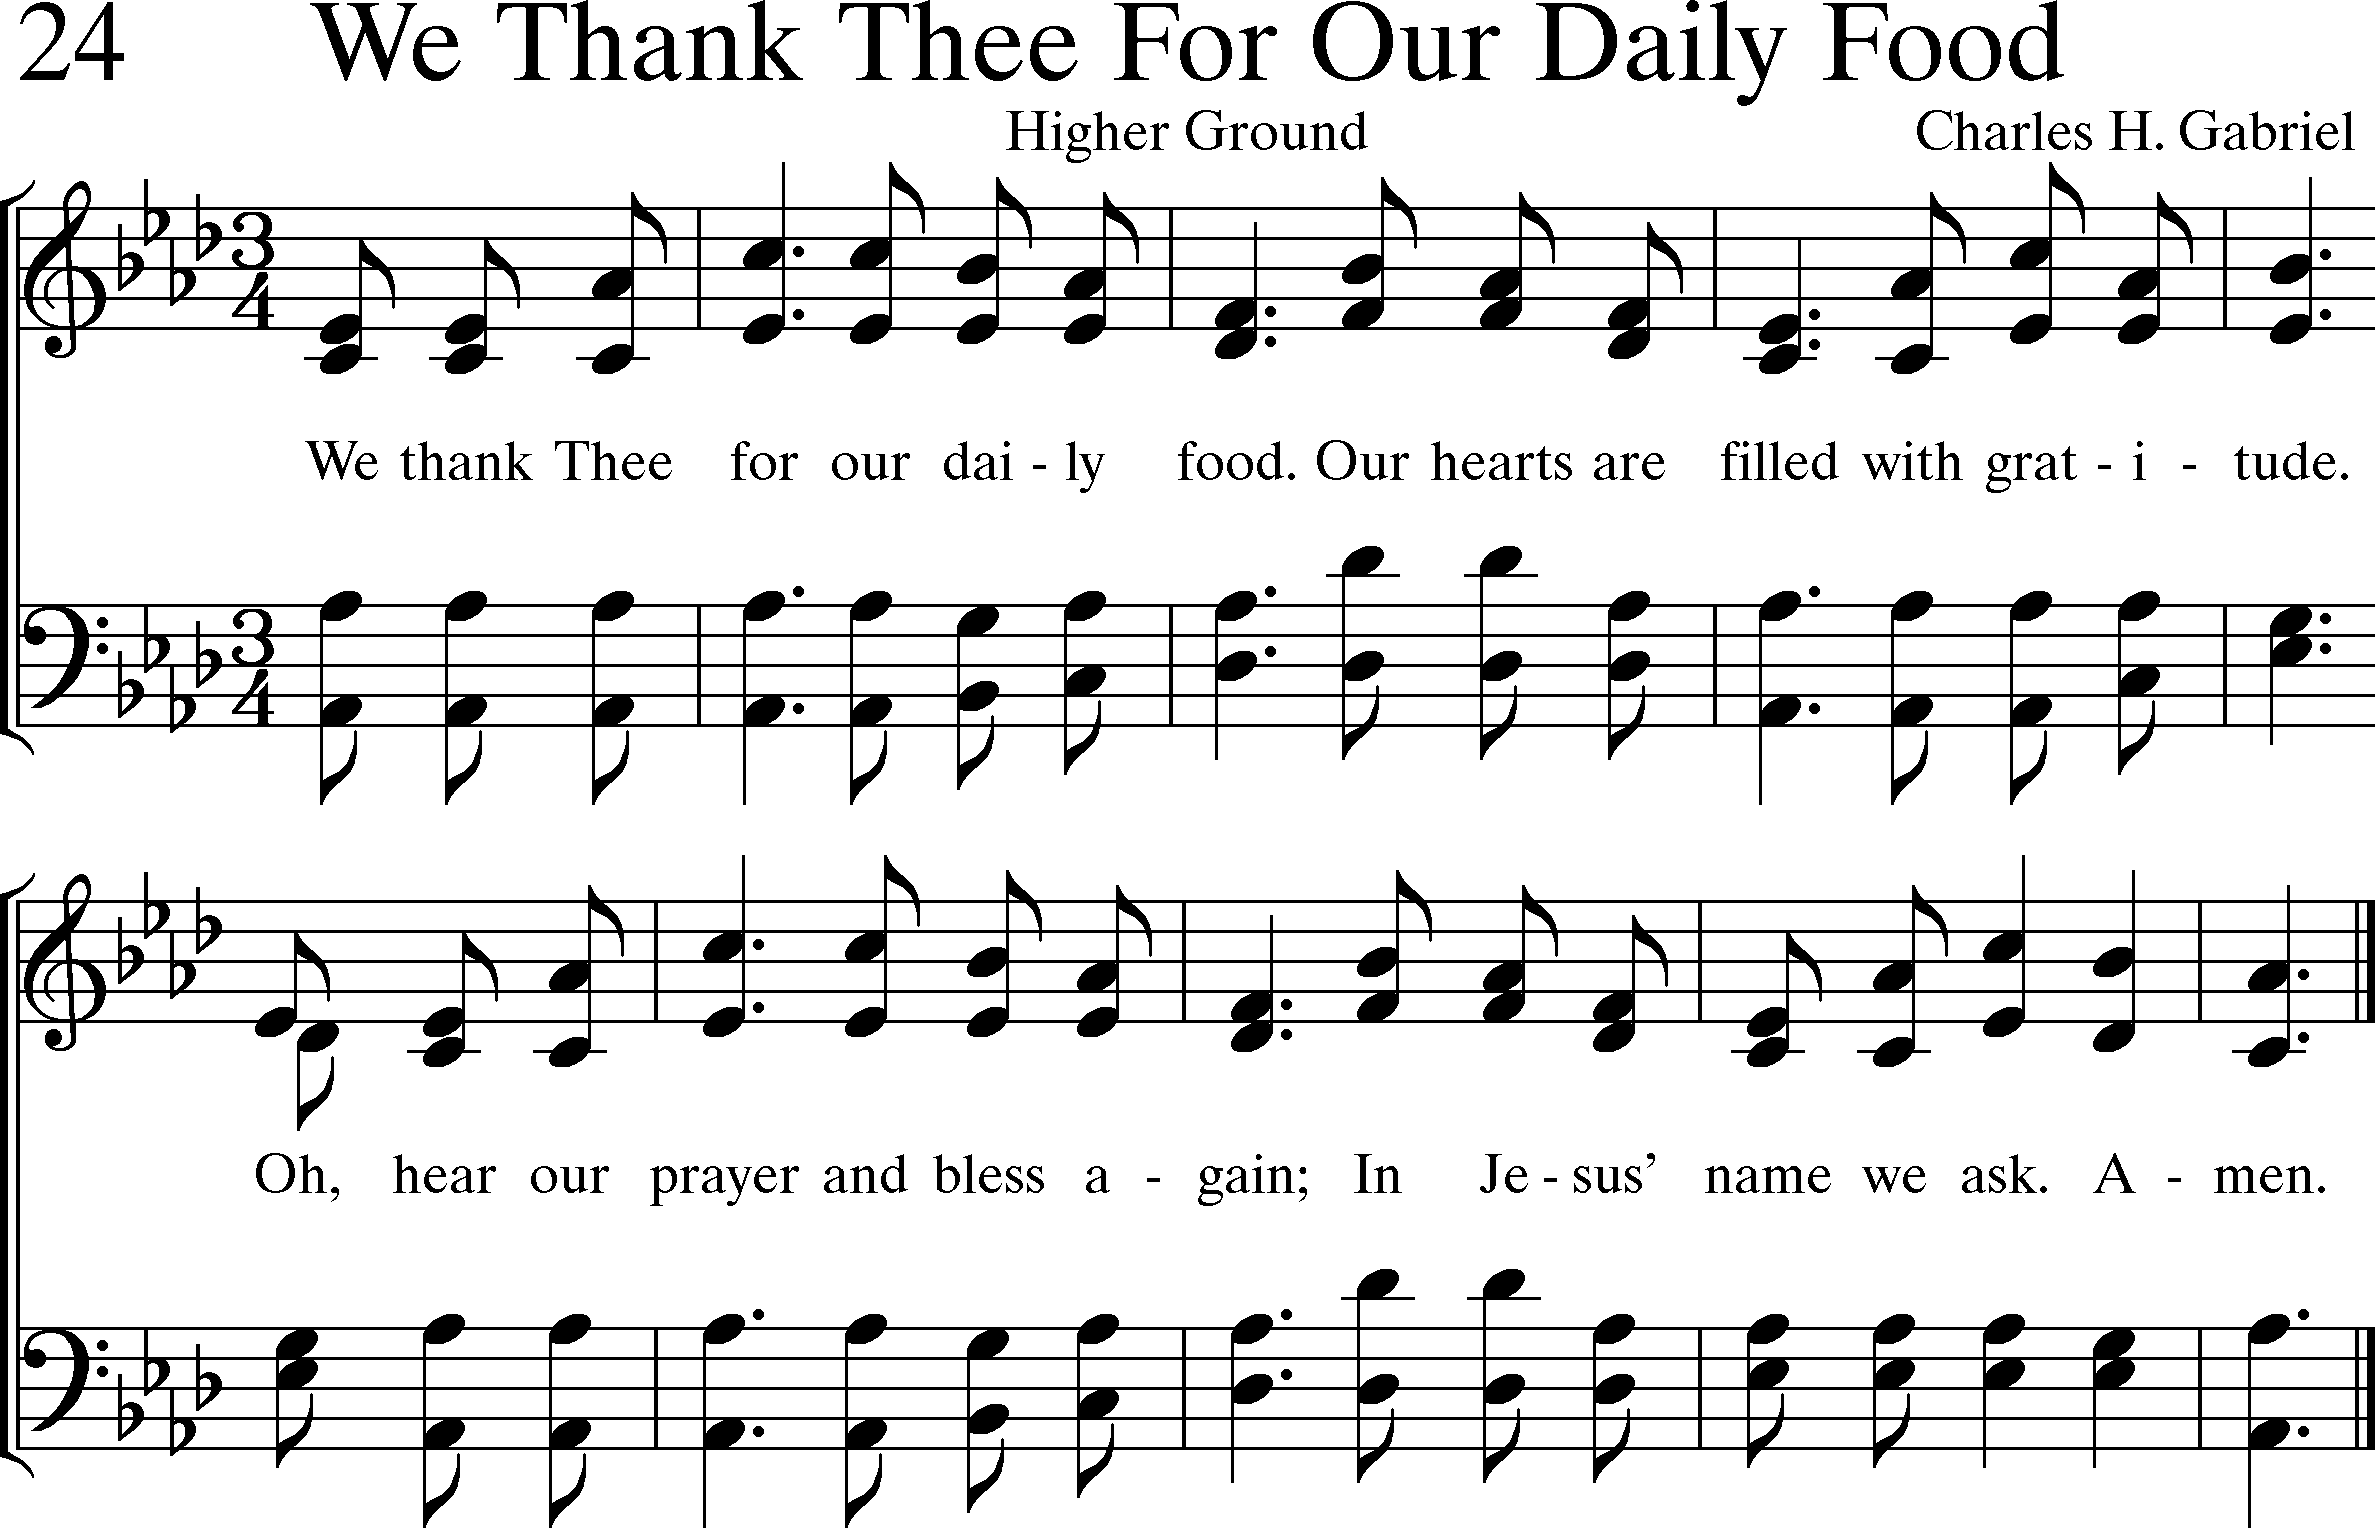 24 We Thank Thee For Our Daily Food
Higher Ground Charles H. Gabriel
3
4
We thank Thee for our dai - ly food. Our hearts are filled with grat - i - tude.
3
4
Oh, hear our prayer and bless a - gain; In Je - sus’ name we ask. A - men.